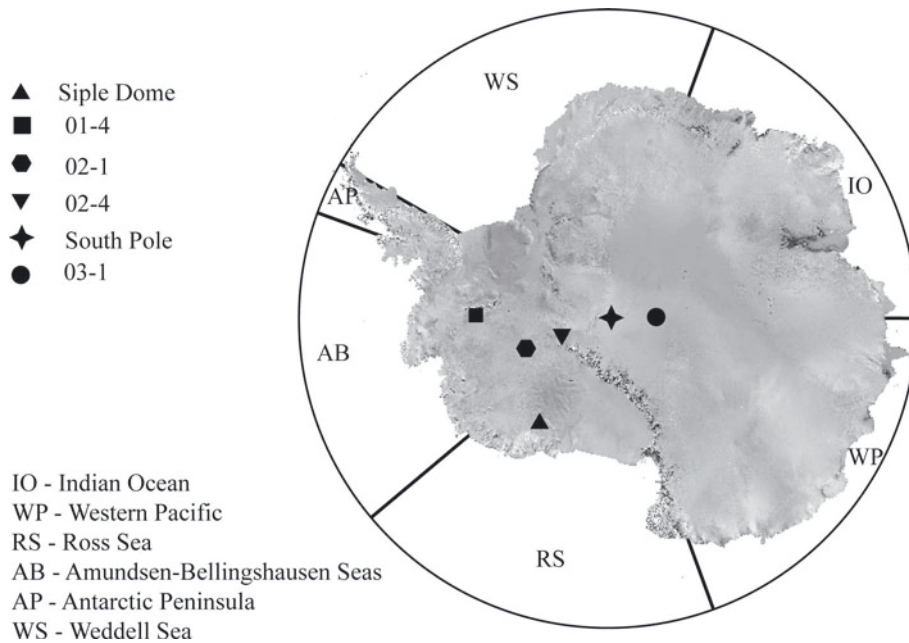 Siple Dome
01-4
02-1
02-4
South Pole
03-1
WS
IO
AP
AB
WP
RS
IO - Indian Ocean
WP - Western Pacific
RS - Ross Sea
AB - Amundsen-Bellingshausen Seas
AP - Antarctic Peninsula
WS - Weddell Sea